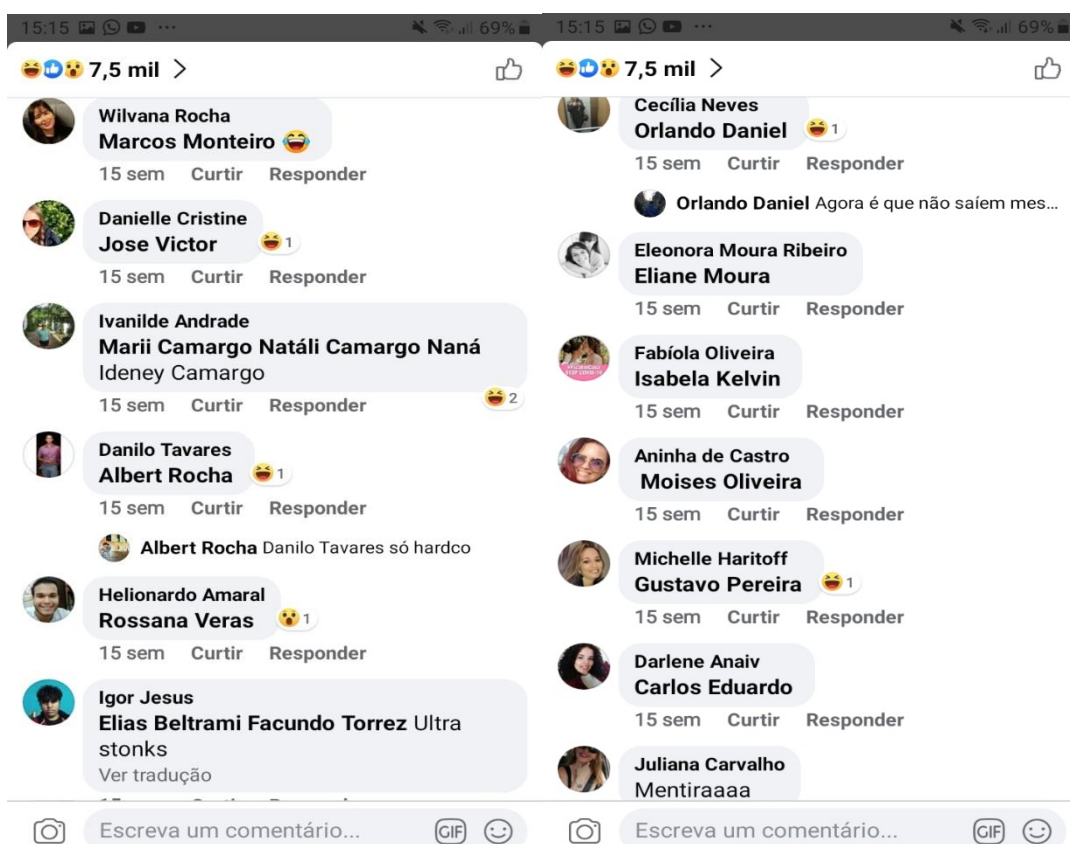 15:15 ... 69%
7,5 mil >
Wilvana Rocha
Marcos Monteiro 😂
15 sem Curtir Responder
Danielle Cristine
Jose Victor 1
15 sem Curtir Responder
Ivanilde Andrade
Marii Camargo Natáli Camargo Naná
Ideney Camargo
15 sem Curtir Responder 2
Danilo Tavares
Albert Rocha 1
15 sem Curtir Responder
Albert Rocha Danilo Tavares só hardco
Helionardo Amaral
Rossana Veras 1
15 sem Curtir Responder
Igor Jesus
Elias Beltrami Facundo Torrez Ultra
stonks
Ver tradução
Escreva um comentário... GIF
15:15 ... 69%
7,5 mil >
Cecília Neves
Orlando Daniel 1
15 sem Curtir Responder
Orlando Daniel Agora é que não saíem mes...
Eleonora Moura Ribeiro
Eliane Moura
15 sem Curtir Responder
Fabíola Oliveira
Isabela Kelvin
15 sem Curtir Responder
Aninha de Castro
Moises Oliveira
15 sem Curtir Responder
Michelle Haritoff
Gustavo Pereira 1
15 sem Curtir Responder
Darlene Anaiv
Carlos Eduardo
15 sem Curtir Responder
Juliana Carvalho
Mentiraaaa
Escreva um comentário... GIF